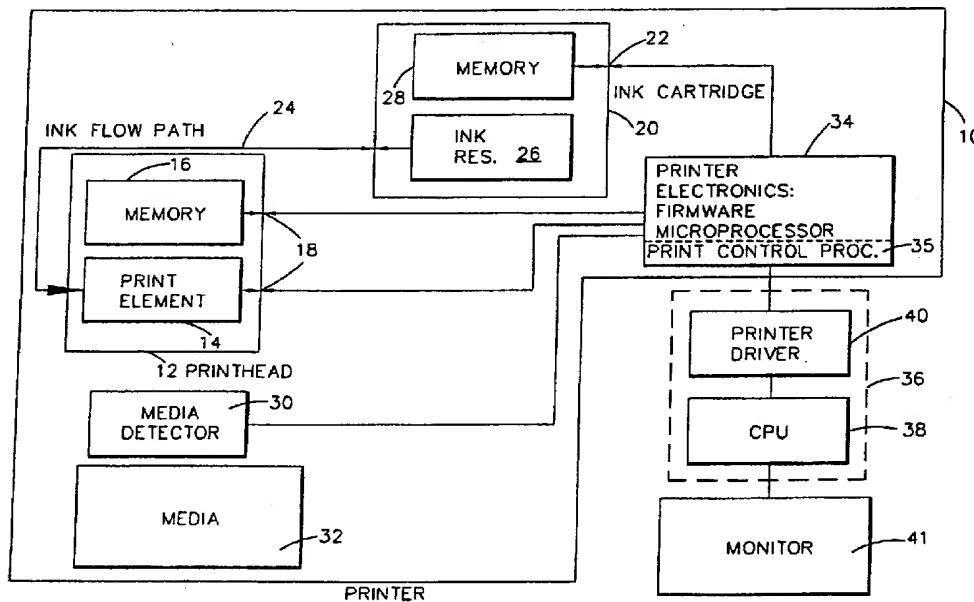 22
MEMORY
28
INK CARTRIDGE
24
20
34
10
INK FLOW PATH
INK
RES. 26
16
PRINTER
ELECTRONICS:
FIRMWARE
MICROPROCESSOR
MEMORY
18
PRINT CONTROL PROC.
35
PRINT
ELEMENT
14
12 PRINTHEAD
PRINTER
DRIVER
40
36
30
MEDIA
DETECTOR
CPU
38
MEDIA
32
MONITOR
41
PRINTER